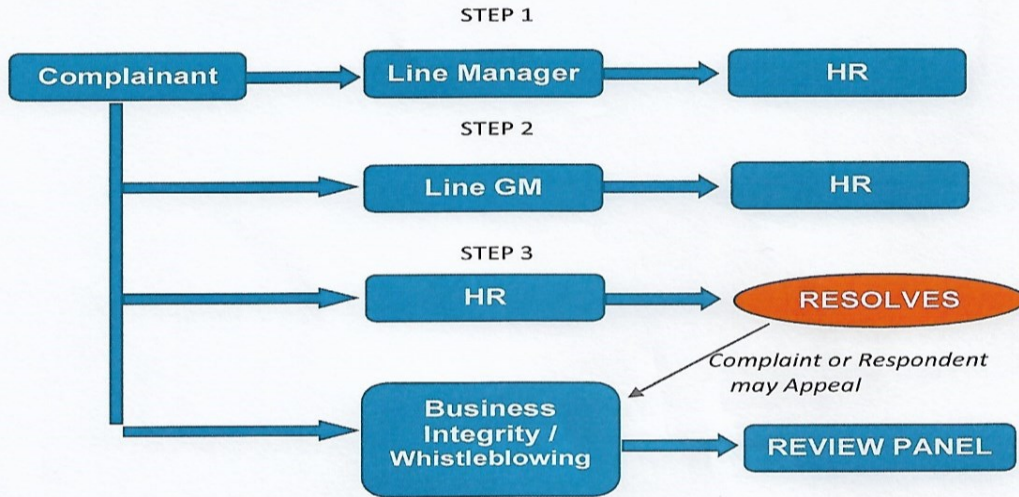 STEP 1
Complainant
Line Manager
HR
STEP 2
Line GM
HR
STEP 3
HR
RESOLVES
Complaint or Respondent
may Appeal
Business
Integrity /
Whistleblowing
REVIEW PANEL